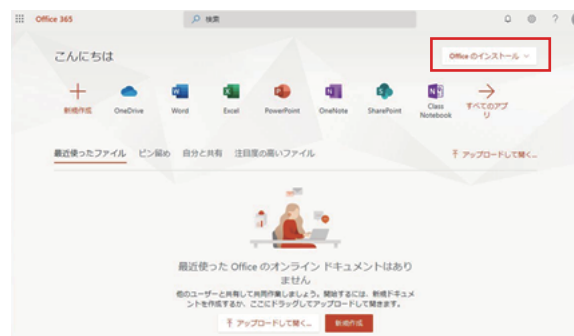 Office 365
検索
?
こんにちは
Office のインストール
新規作成
OneDrive
Word
Excel
PowerPoint
OneNote
SharePoint
Class
Notebook
すべてのアプ
リ
最近使ったファイル ピン留め 自分と共有 注目度の高いファイル
アップロードして開く...
最近使った Office のオンライン ドキュメントはあり
ません
他のユーザーと共有して共同作業しましょう。開始するには、新規ドキュメ
ントを作成するか、ここにドラッグしてアップロードして開きます。
アップロードして開く...
新規作成